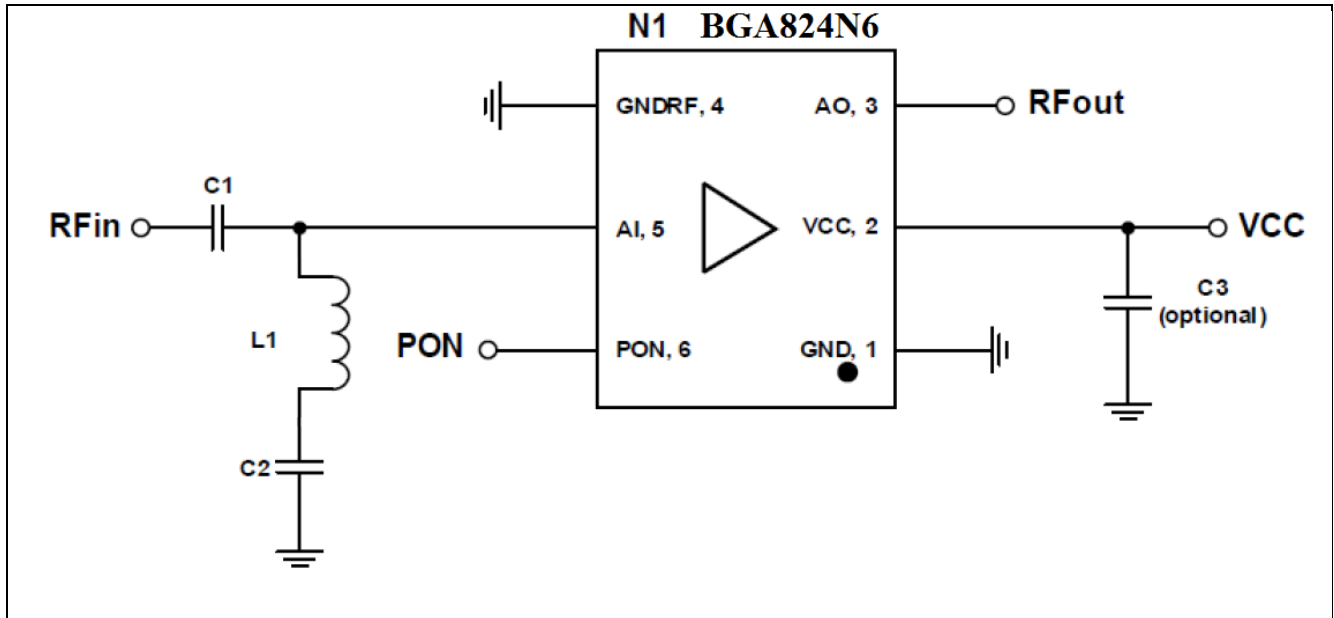 N1 BGA824N6
GNDRF, 4
AO, 3
RFout
C1
RFin
AI, 5
VCC, 2
VCC
C3
(optional)
L1
PON
PON, 6
GND, 1
C2